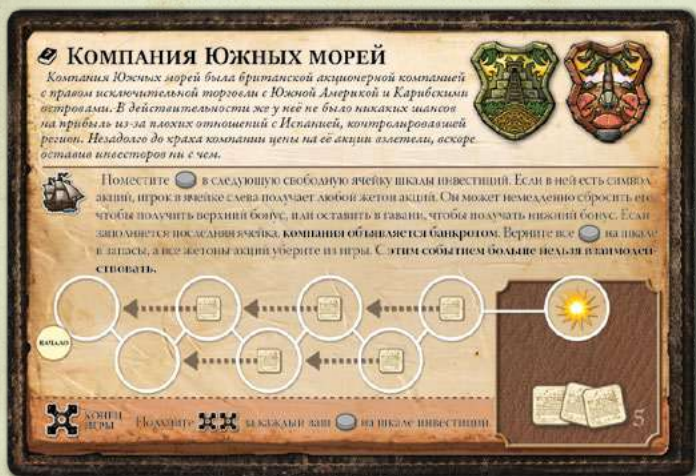 Компания Южных морей
Компания Южных морей была британской акционерной компанией
с правом исключительной торговли с Южной Америкой и Карибскими
островами. В действительности же у неё не было никаких шансов
на прибыль из-за плохих отношений с Испанией, контролировавшей
регион. Незадолго до краха компании цены на её акции взлетели, вскоре
оставив инвесторов ни с чем.
Поместите в следующую свободную ячейку шкалы инвестиций. Если в ней есть символ
акций, игрок в ячейке слева получает любой жетон акций. Он может немедленно сбросить его,
чтобы получить верхний бонус, или оставить в гавани, чтобы получать нижний бонус. Если
заполняется последняя ячейка, компания объявляется банкротом. Верните все на шкале
в запасы, а все жетоны акций уберите из игры. С этим событием больше нельзя взаимодей-
ствовать.
НАЧАЛО
5
КОНЕЦ
ИГРЫ
Получите за каждый ваш на шкале инвестиций.